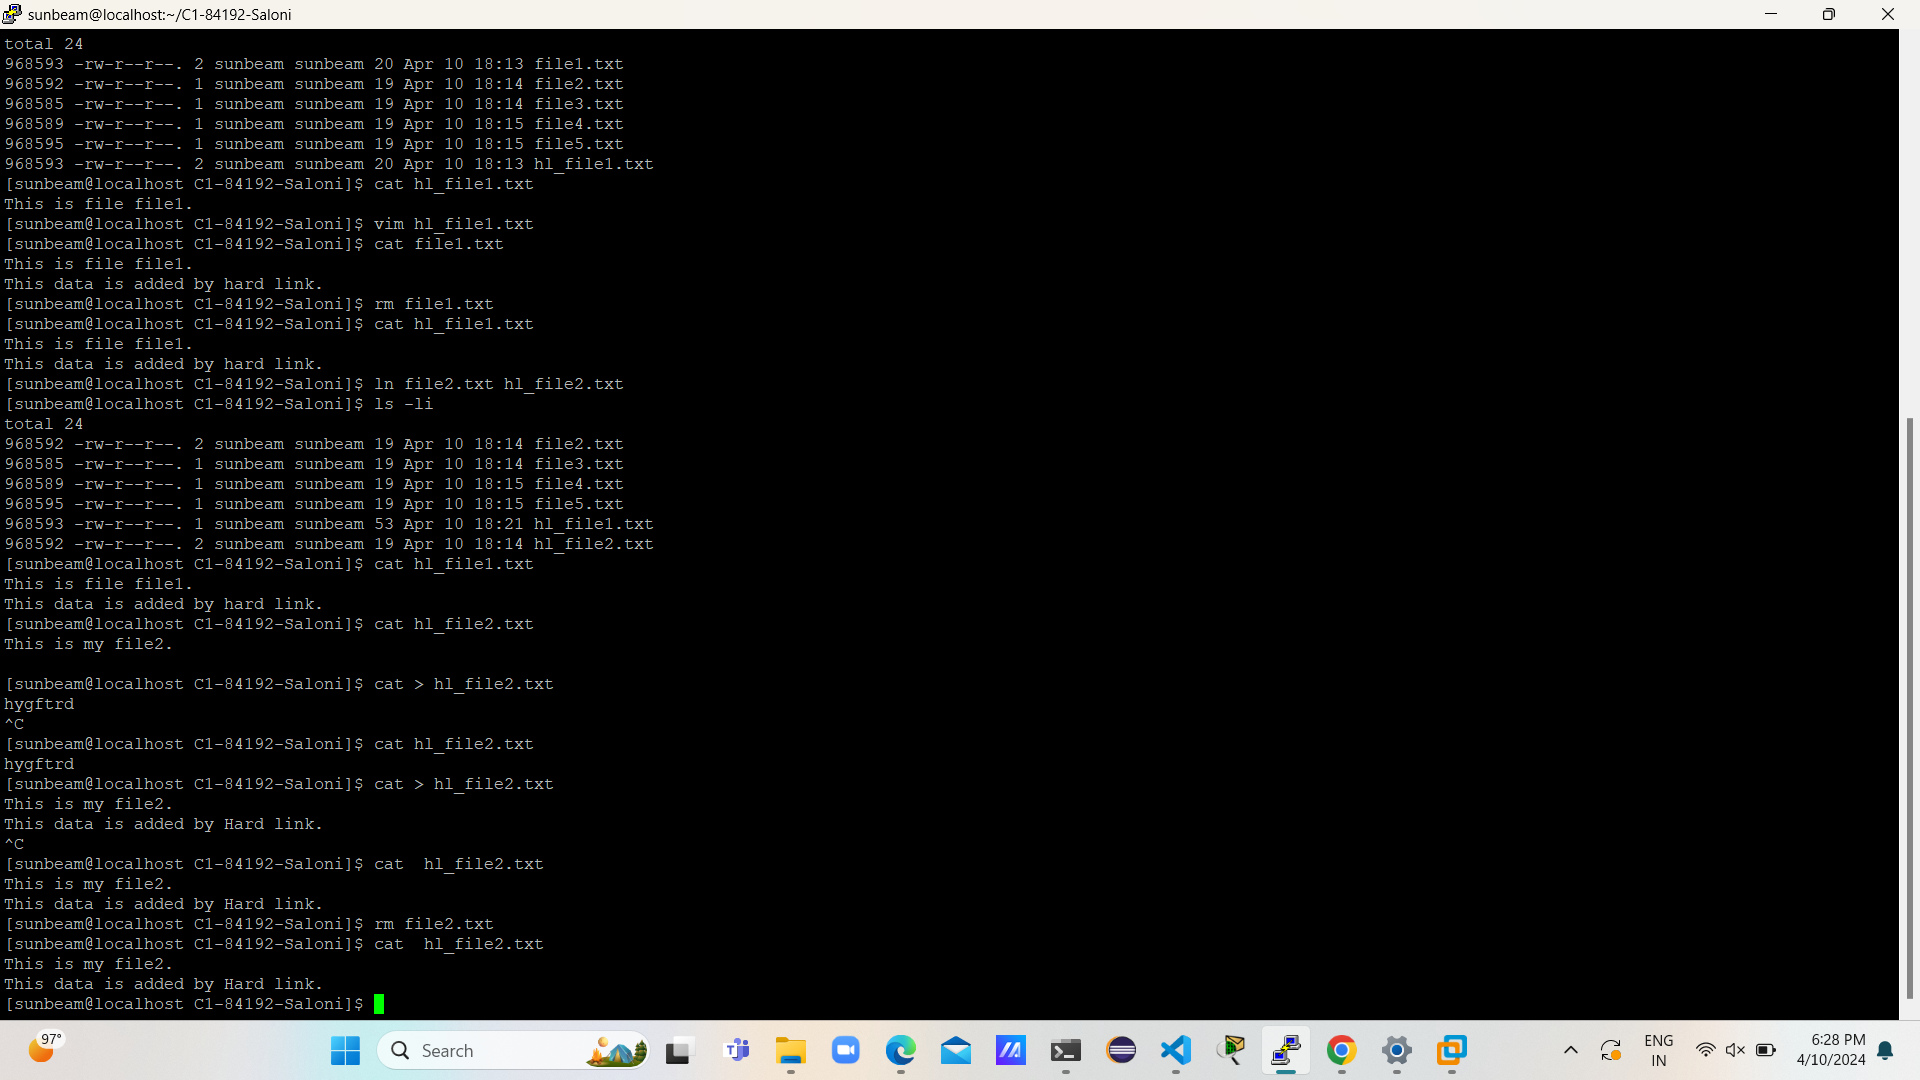 sunbeam@localhost:~/C1-84192-Saloni
total 24
968593 -rw-r--r--. 2 sunbeam sunbeam 20 Apr 10 18:13 file1.txt
968592 -rw-r--r--. 1 sunbeam sunbeam 19 Apr 10 18:14 file2.txt
968585 -rw-r--r--. 1 sunbeam sunbeam 19 Apr 10 18:14 file3.txt
968589 -rw-r--r--. 1 sunbeam sunbeam 19 Apr 10 18:15 file4.txt
968595 -rw-r--r--. 1 sunbeam sunbeam 19 Apr 10 18:15 file5.txt
968593 -rw-r--r--. 2 sunbeam sunbeam 20 Apr 10 18:13 hl_file1.txt
[sunbeam@localhost C1-84192-Saloni]$ cat hl_file1.txt
This is file file1.
[sunbeam@localhost C1-84192-Saloni]$ vim hl_file1.txt
[sunbeam@localhost C1-84192-Saloni]$ cat file1.txt
This is file file1.
This data is added by hard link.
[sunbeam@localhost C1-84192-Saloni]$ rm file1.txt
[sunbeam@localhost C1-84192-Saloni]$ cat hl_file1.txt
This is file file1.
This data is added by hard link.
[sunbeam@localhost C1-84192-Saloni]$ ln file2.txt hl_file2.txt
[sunbeam@localhost C1-84192-Saloni]$ ls -li
total 24
968592 -rw-r--r--. 2 sunbeam sunbeam 19 Apr 10 18:14 file2.txt
968585 -rw-r--r--. 1 sunbeam sunbeam 19 Apr 10 18:14 file3.txt
968589 -rw-r--r--. 1 sunbeam sunbeam 19 Apr 10 18:15 file4.txt
968595 -rw-r--r--. 1 sunbeam sunbeam 19 Apr 10 18:15 file5.txt
968593 -rw-r--r--. 1 sunbeam sunbeam 53 Apr 10 18:21 hl_file1.txt
968592 -rw-r--r--. 2 sunbeam sunbeam 19 Apr 10 18:14 hl_file2.txt
[sunbeam@localhost C1-84192-Saloni]$ cat hl_file1.txt
This is file file1.
This data is added by hard link.
[sunbeam@localhost C1-84192-Saloni]$ cat hl_file2.txt
This is my file2.
[sunbeam@localhost C1-84192-Saloni]$ cat > hl_file2.txt
hygftrd
^C
[sunbeam@localhost C1-84192-Saloni]$ cat hl_file2.txt
hygftrd
[sunbeam@localhost C1-84192-Saloni]$ cat > hl_file2.txt
This is my file2.
This data is added by Hard link.
^C
[sunbeam@localhost C1-84192-Saloni]$ cat  hl_file2.txt
This is my file2.
This data is added by Hard link.
[sunbeam@localhost C1-84192-Saloni]$ rm file2.txt
[sunbeam@localhost C1-84192-Saloni]$ cat  hl_file2.txt
This is my file2.
This data is added by Hard link.
[sunbeam@localhost C1-84192-Saloni]$
97°
Search
ENG
IN
6:28 PM
4/10/2024